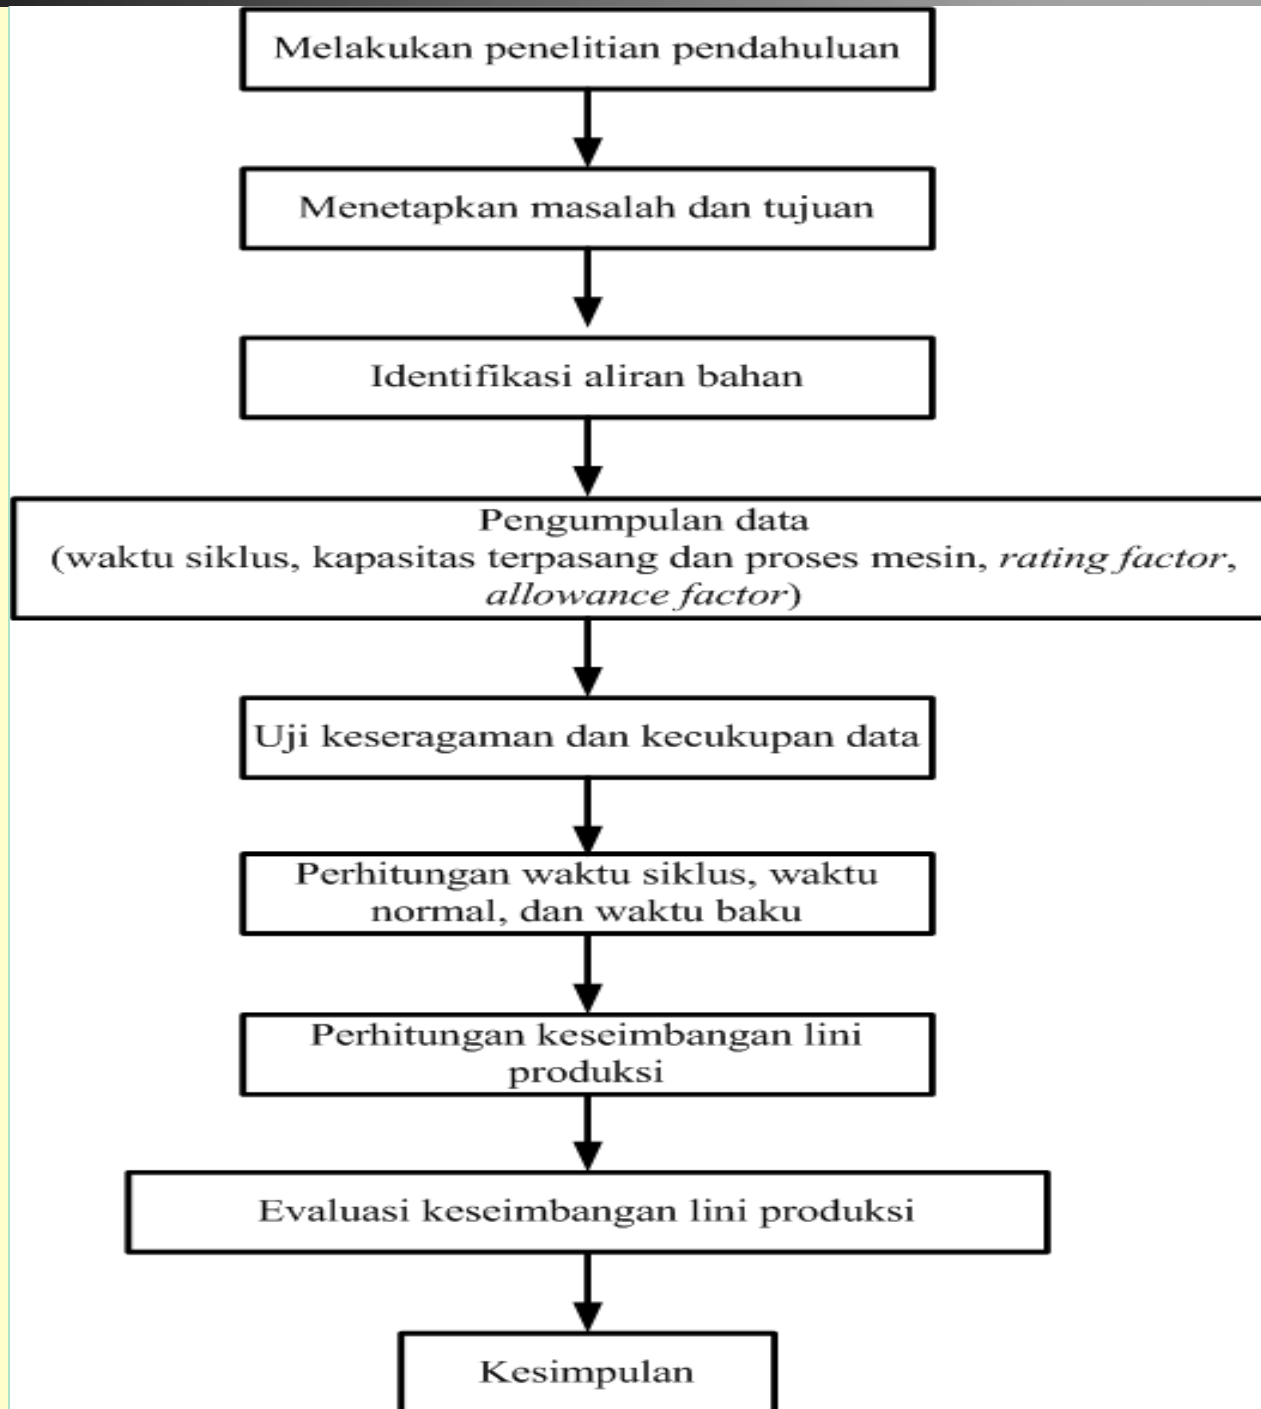 Melakukan penelitian pendahuluan
Menetapkan masalah dan tujuan
Identifikasi aliran bahan
Pengumpulan data
(waktu siklus, kapasitas terpasang dan proses mesin, rating factor,
allowance factor)
Uji keseragaman dan kecukupan data
Perhitungan waktu siklus, waktu
normal, dan waktu baku
Perhitungan keseimbangan lini
produksi
Evaluasi keseimbangan lini produksi
Kesimpulan